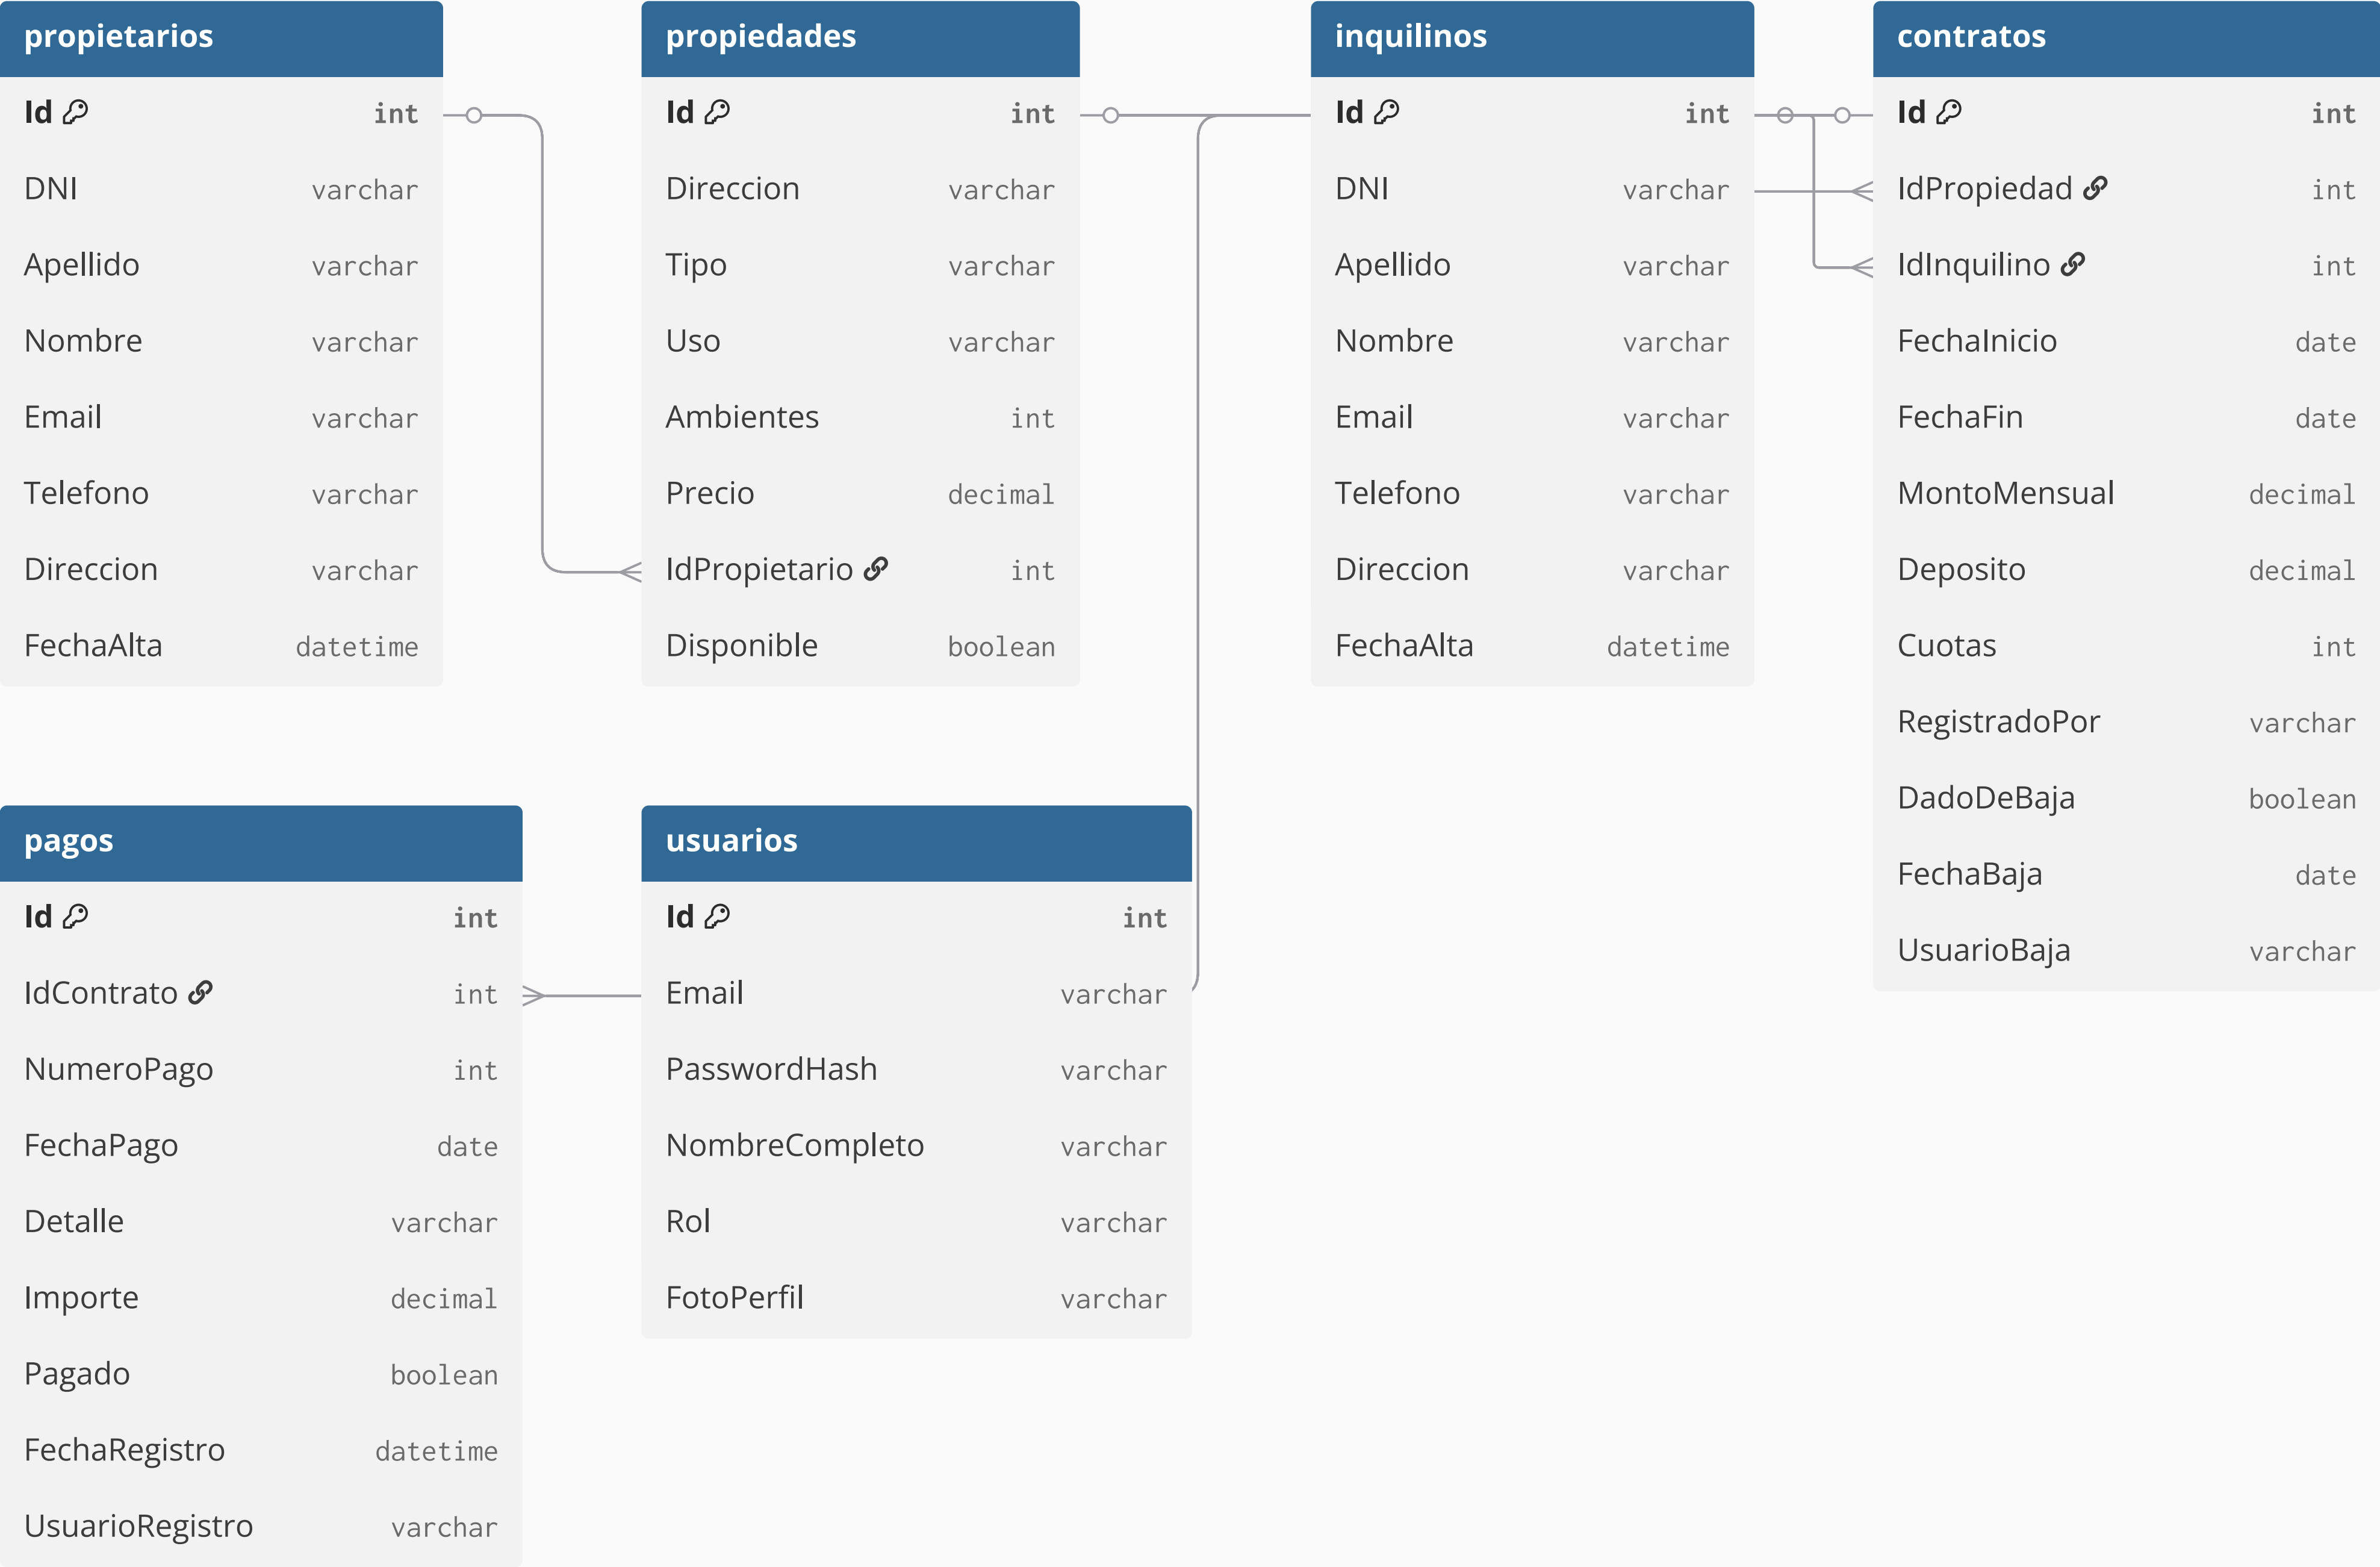 propietarios
Id int
DNI varchar
Apellido varchar
Nombre varchar
Email varchar
Telefono varchar
Direccion varchar
FechaAlta datetime
propiedades
Id int
Direccion varchar
Tipo varchar
Uso varchar
Ambientes int
Precio decimal
IdPropietario int
Disponible boolean
inquilinos
Id int
DNI varchar
Apellido varchar
Nombre varchar
Email varchar
Telefono varchar
Direccion varchar
FechaAlta datetime
contratos
Id int
IdPropiedad int
IdInquilino int
FechaInicio date
FechaFin date
MontoMensual decimal
Deposito decimal
Cuotas int
RegistradoPor varchar
DadoDeBaja boolean
FechaBaja date
UsuarioBaja varchar
pagos
Id int
IdContrato int
NumeroPago int
FechaPago date
Detalle varchar
Importe decimal
Pagado boolean
FechaRegistro datetime
UsuarioRegistro varchar
usuarios
Id int
Email varchar
PasswordHash varchar
NombreCompleto varchar
Rol varchar
FotoPerfil varchar